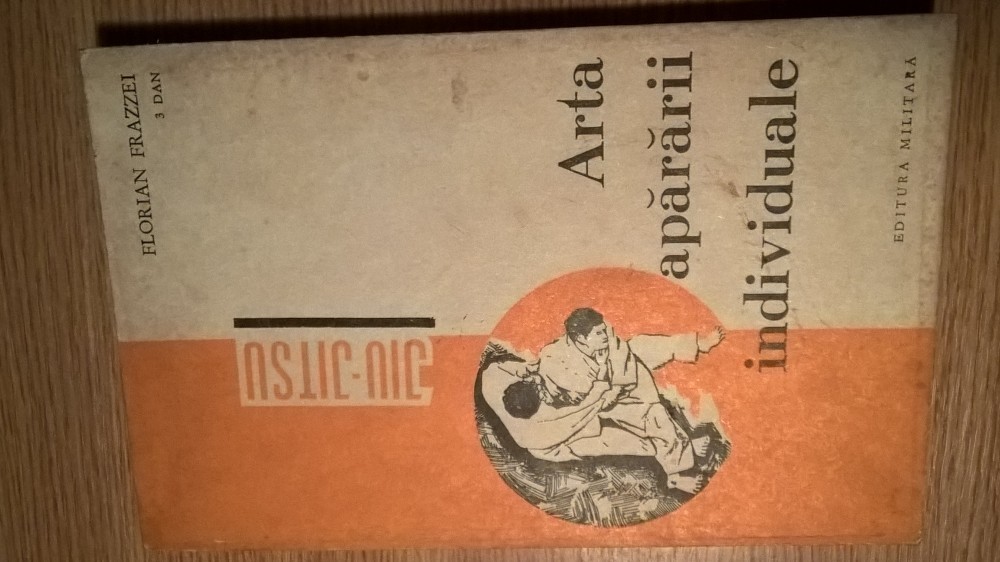 FLORIAN FRAZZEI
3 DAN
JIU-JITSU
Arta
apărării
individuale
EDITURA MILITARĂ